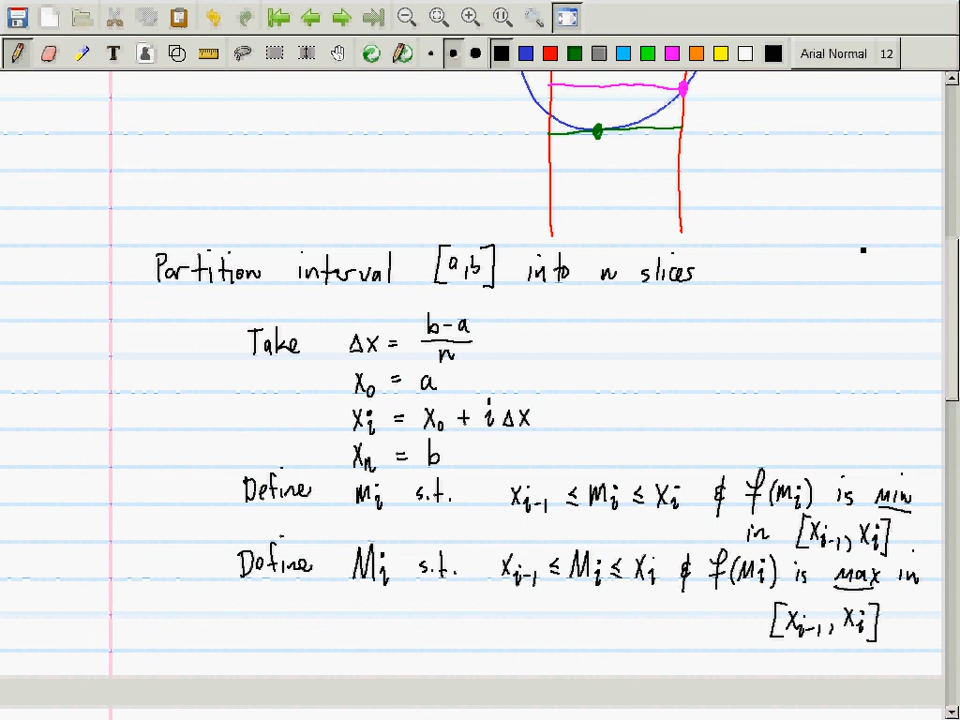 Arial Normal 12
Partition interval [a,b] into n slices
Take Δx = b-a / n
x₀ = a
xᵢ = x₀ + i Δx
xₙ = b
Define mᵢ s.t. xᵢ₋₁ ≤ mᵢ ≤ xᵢ & f(mᵢ) is min
in [xᵢ₋₁, xᵢ]
Define Mᵢ s.t. xᵢ₋₁ ≤ Mᵢ ≤ xᵢ & f(Mᵢ) is max in
[xᵢ₋₁, xᵢ]